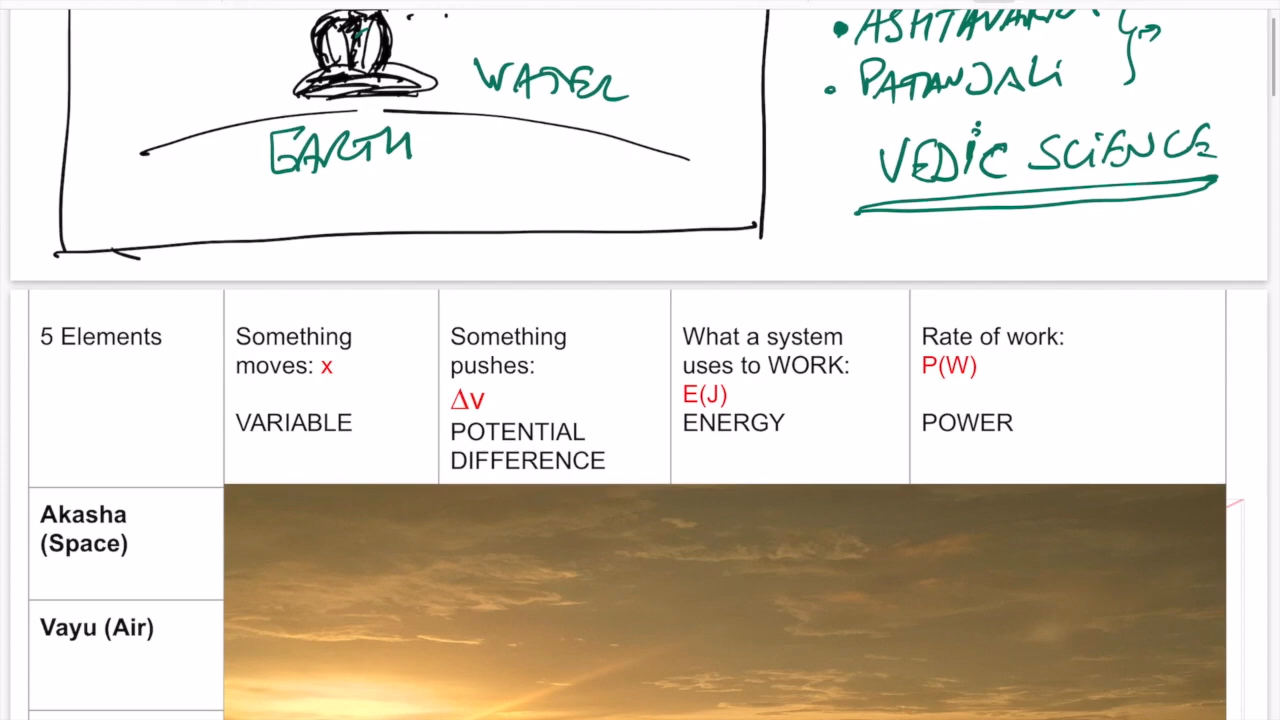 WATER
EARTH
• PATANJALI
VEDIC SCIENCE
5 Elements
Something
moves: x
VARIABLE
Something
pushes:
Δv
POTENTIAL
DIFFERENCE
What a system
uses to WORK:
E(J)
ENERGY
Rate of work:
P(W)
POWER
Akasha
(Space)
Vayu (Air)